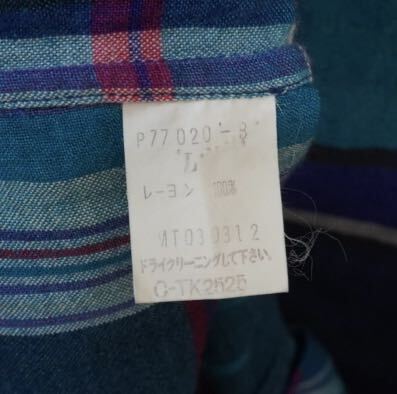 P77020-B
"L"
レーヨン 100%
MT030312
ドライクリーニングして下さい。
C-TK2525